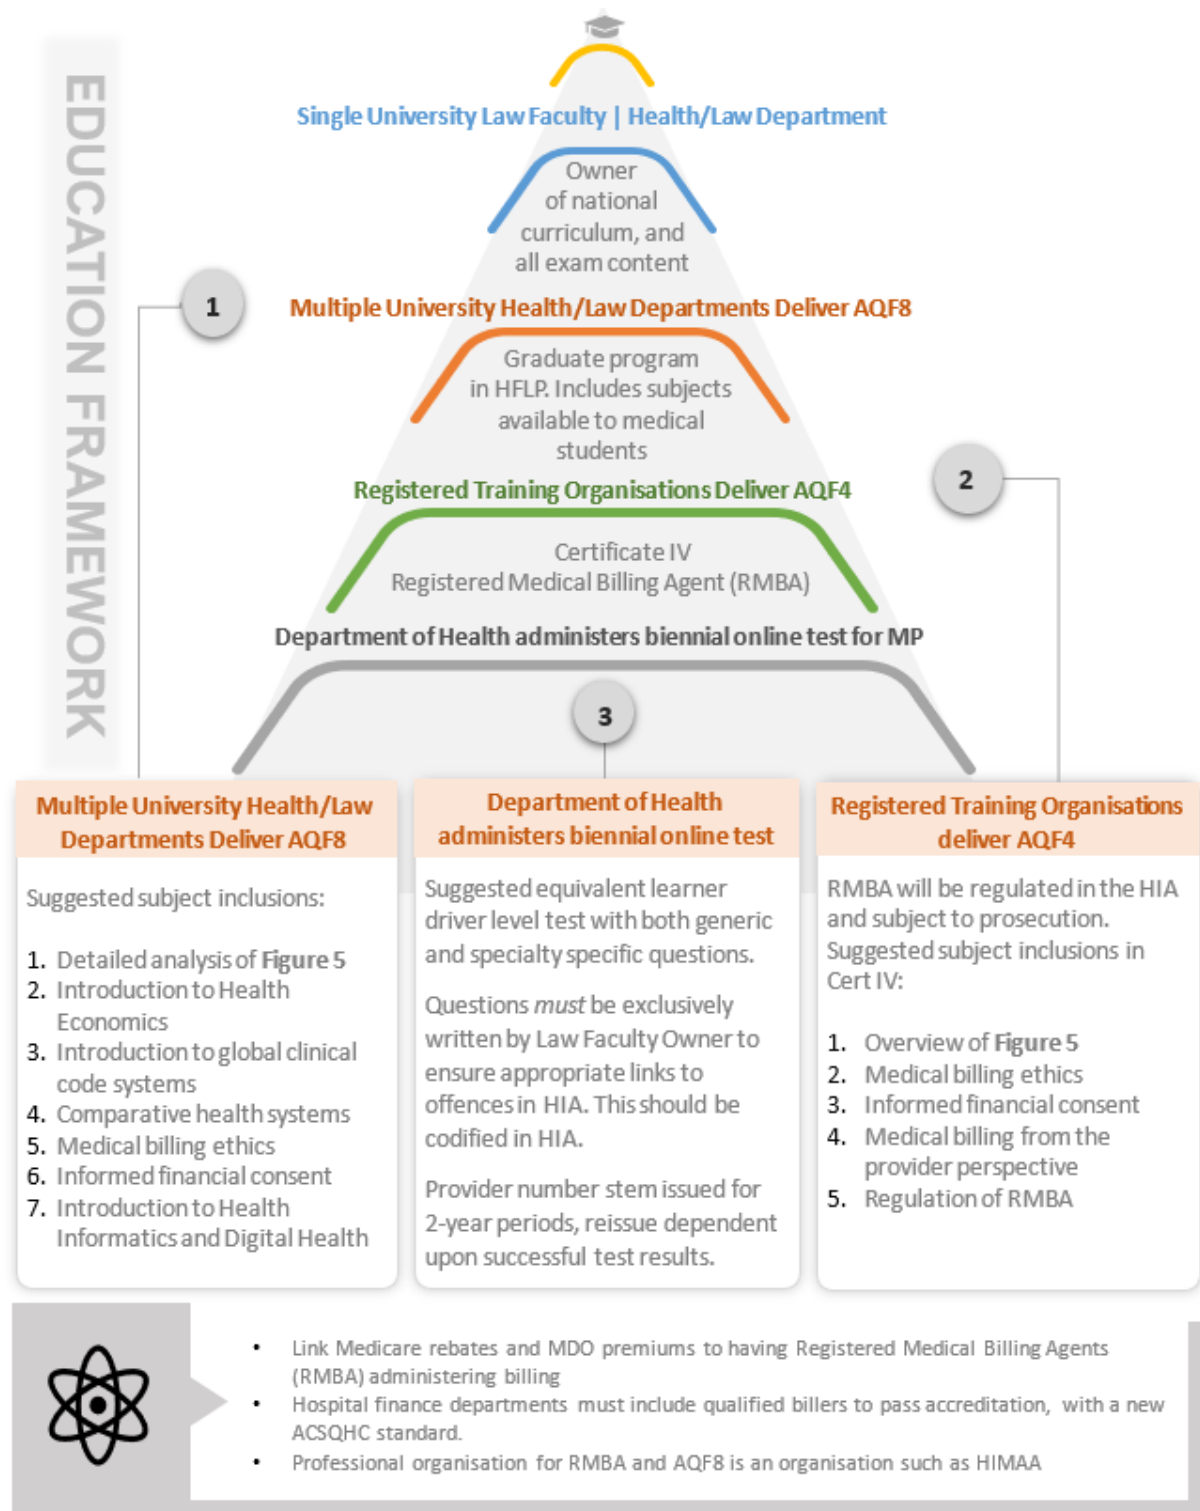 EDUCATION FRAMEWORK
Single University Law Faculty | Health/Law Department
Owner
of national
curriculum, and
all exam content
1
Multiple University Health/Law Departments Deliver AQF8
Graduate program
in HFLP. Includes subjects
available to medical
students
2
Registered Training Organisations Deliver AQF4
Certificate IV
Registered Medical Billing Agent (RMBA)
Department of Health administers biennial online test for MP
3
Multiple University Health/Law
Departments Deliver AQF8
Suggested subject inclusions:
1. Detailed analysis of Figure 5
2. Introduction to Health
Economics
3. Introduction to global clinical
code systems
4. Comparative health systems
5. Medical billing ethics
6. Informed financial consent
7. Introduction to Health
Informatics and Digital Health
Department of Health
administers biennial online test
Suggested equivalent learner
driver level test with both generic
and specialty specific questions.
Questions must be exclusively
written by Law Faculty Owner to
ensure appropriate links to
offences in HIA. This should be
codified in HIA.
Provider number stem issued for
2-year periods, reissue dependent
upon successful test results.
Registered Training Organisations
deliver AQF4
RMBA will be regulated in the HIA
and subject to prosecution.
Suggested subject inclusions in
Cert IV:
1. Overview of Figure 5
2. Medical billing ethics
3. Informed financial consent
4. Medical billing from the
provider perspective
5. Regulation of RMBA
• Link Medicare rebates and MDO premiums to having Registered Medical Billing Agents
(RMBA) administering billing
• Hospital finance departments must include qualified billers to pass accreditation, with a new
ACSQHC standard.
• Professional organisation for RMBA and AQF8 is an organisation such as HIMAA